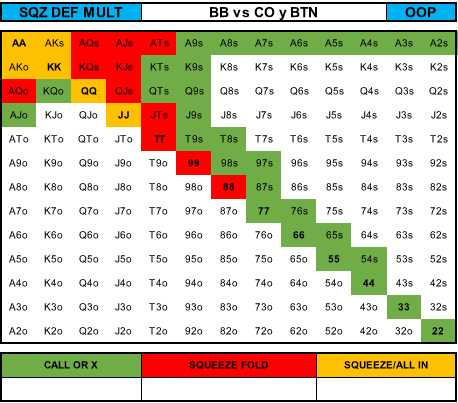 SQZ DEF MULT BB vs CO y BTN OOP
AA AKs AQs AJs ATs A9s A8s A7s A6s A5s A4s A3s A2s
AKo KK KQs KJs KTs K9s K8s K7s K6s K5s K4s K3s K2s
AQo KQo QQ QJs QTs Q9s Q8s Q7s Q6s Q5s Q4s Q3s Q2s
AJo KJo QJo JJ JTs J9s J8s J7s J6s J5s J4s J3s J2s
ATo KTo QTo JTo TT T9s T8s T7s T6s T5s T4s T3s T2s
A9o K9o Q9o J9o T9o 99 98s 97s 96s 95s 94s 93s 92s
A8o K8o Q8o J8o T8o 98o 88 87s 86s 85s 84s 83s 82s
A7o K7o Q7o J7o T7o 97o 87o 77 76s 75s 74s 73s 72s
A6o K6o Q6o J6o T6o 96o 86o 76o 66 65s 64s 63s 62s
A5o K5o Q5o J5o T5o 95o 85o 75o 65o 55 54s 53s 52s
A4o K4o Q4o J4o T4o 94o 84o 74o 64o 54o 44 43s 42s
A3o K3o Q3o J3o T3o 93o 83o 73o 63o 53o 43o 33 32s
A2o K2o Q2o J2o T2o 92o 82o 72o 62o 52o 42o 32o 22
CALL OR X SQUEEZE FOLD SQUEEZE/ALL IN